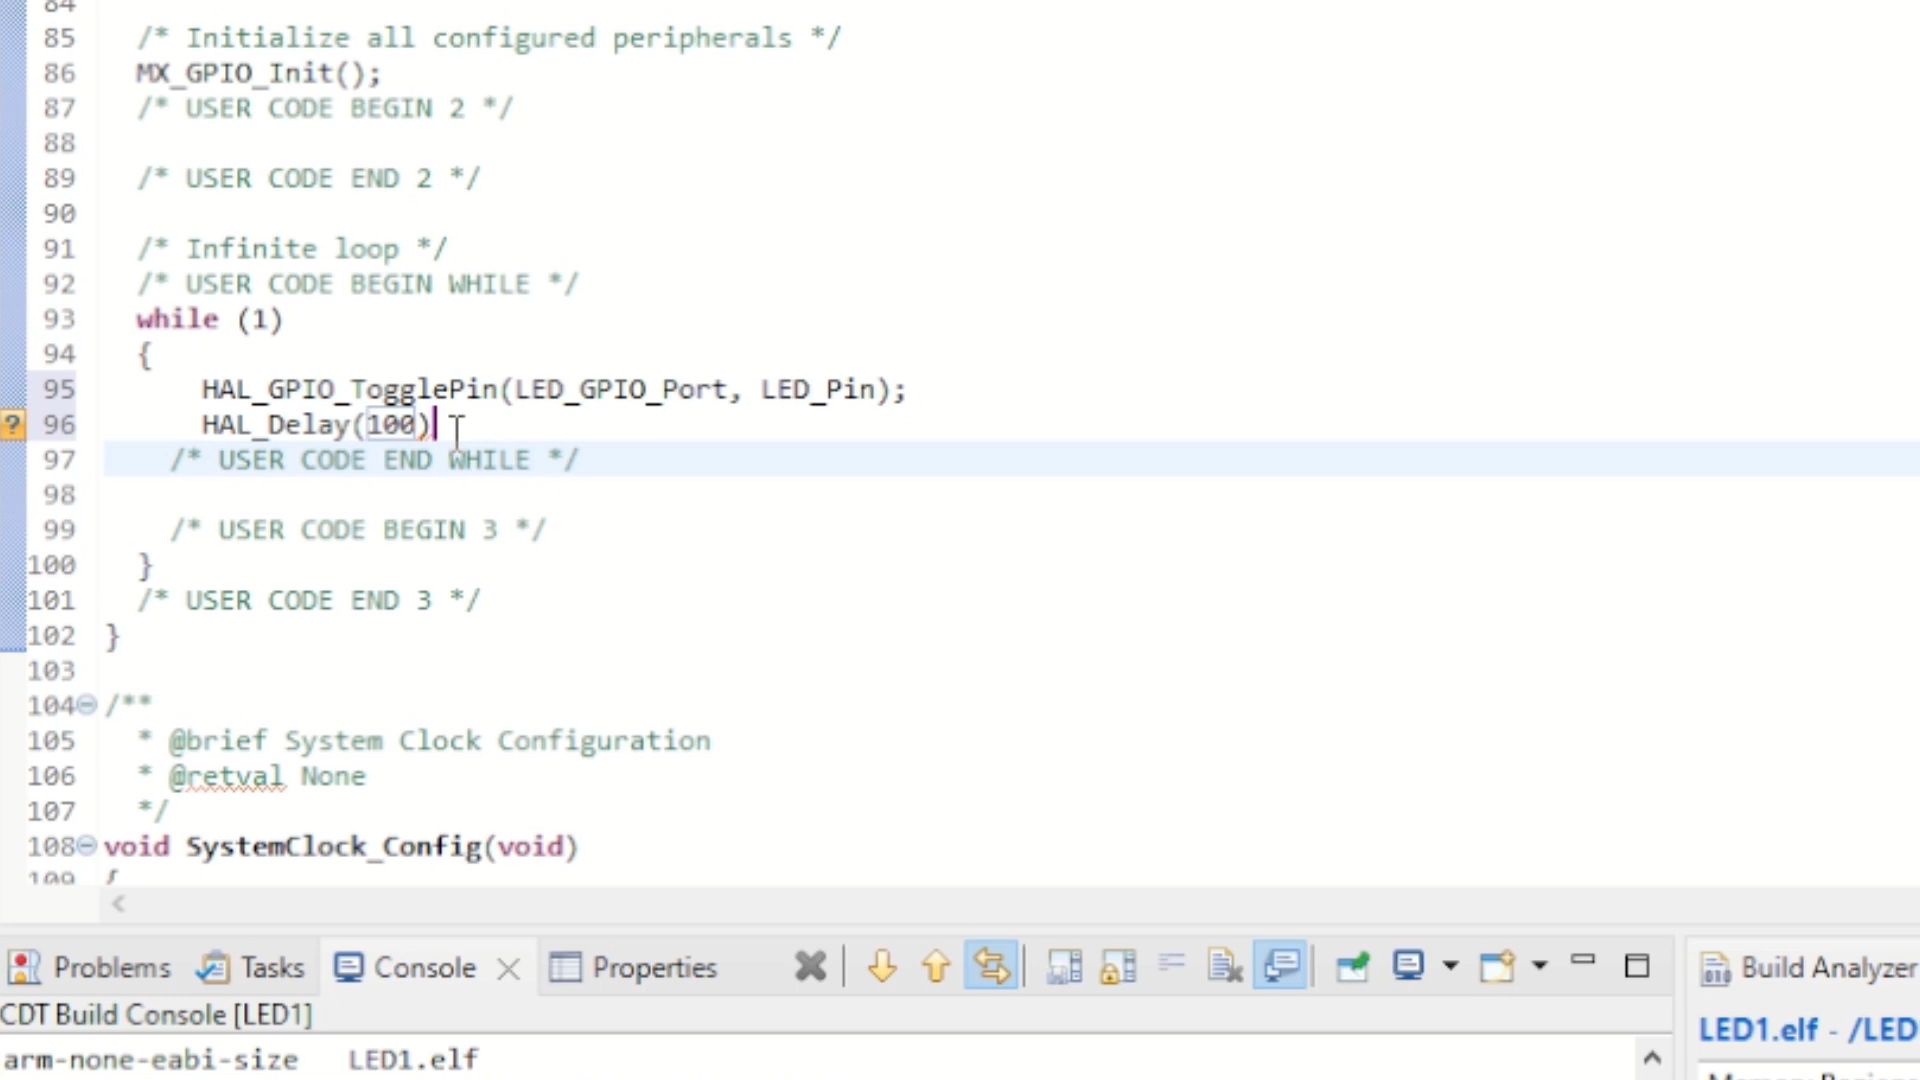 84
85 /* Initialize all configured peripherals */
86 MX_GPIO_Init();
87 /* USER CODE BEGIN 2 */
88
89 /* USER CODE END 2 */
90
91 /* Infinite loop */
92 /* USER CODE BEGIN WHILE */
93 while (1)
94 {
95 HAL_GPIO_TogglePin(LED_GPIO_Port, LED_Pin);
96 HAL_Delay(100)
97 /* USER CODE END WHILE */
98
99 /* USER CODE BEGIN 3 */
100 }
101 /* USER CODE END 3 */
102 }
103
104 /**
105 * @brief System Clock Configuration
106 * @retval None
107 */
108 void SystemClock_Config(void)
109 {
Problems Tasks Console Properties
Build Analyzer
CDT Build Console [LED1]
LED1.elf - /LED
arm-none-eabi-size LED1.elf